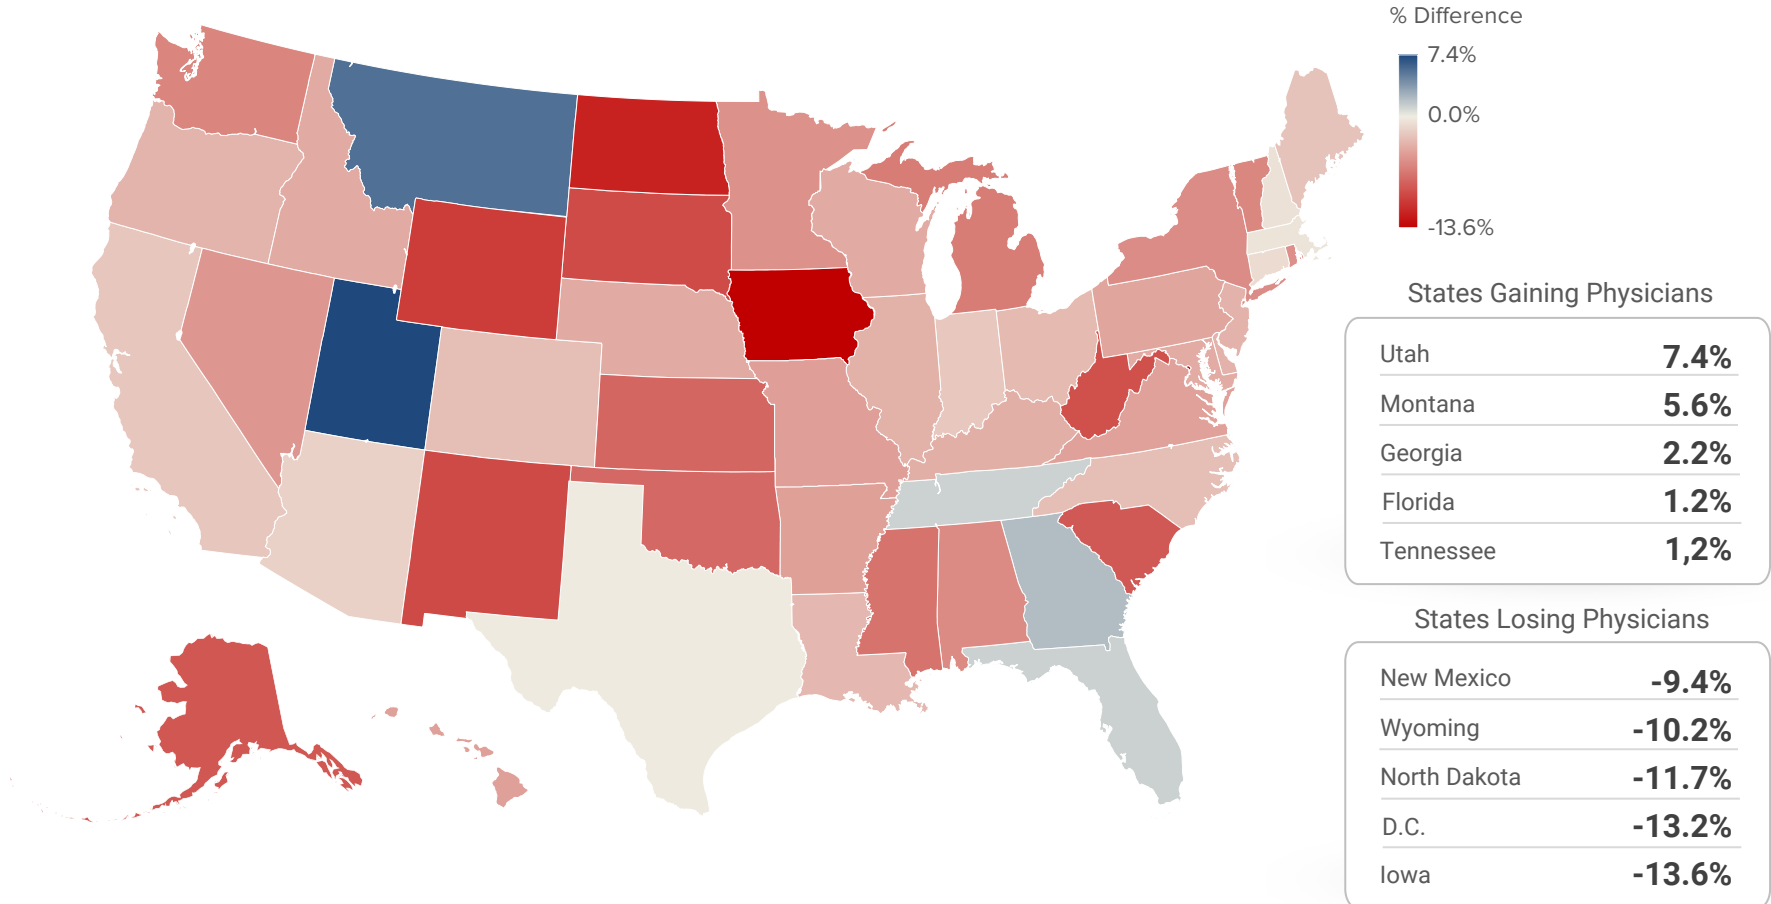 % Difference
7.4%
0.0%
-13.6%
States Gaining Physicians
Utah 7.4%
Montana 5.6%
Georgia 2.2%
Florida 1.2%
Tennessee 1,2%
States Losing Physicians
New Mexico -9.4%
Wyoming -10.2%
North Dakota -11.7%
D.C. -13.2%
Iowa -13.6%